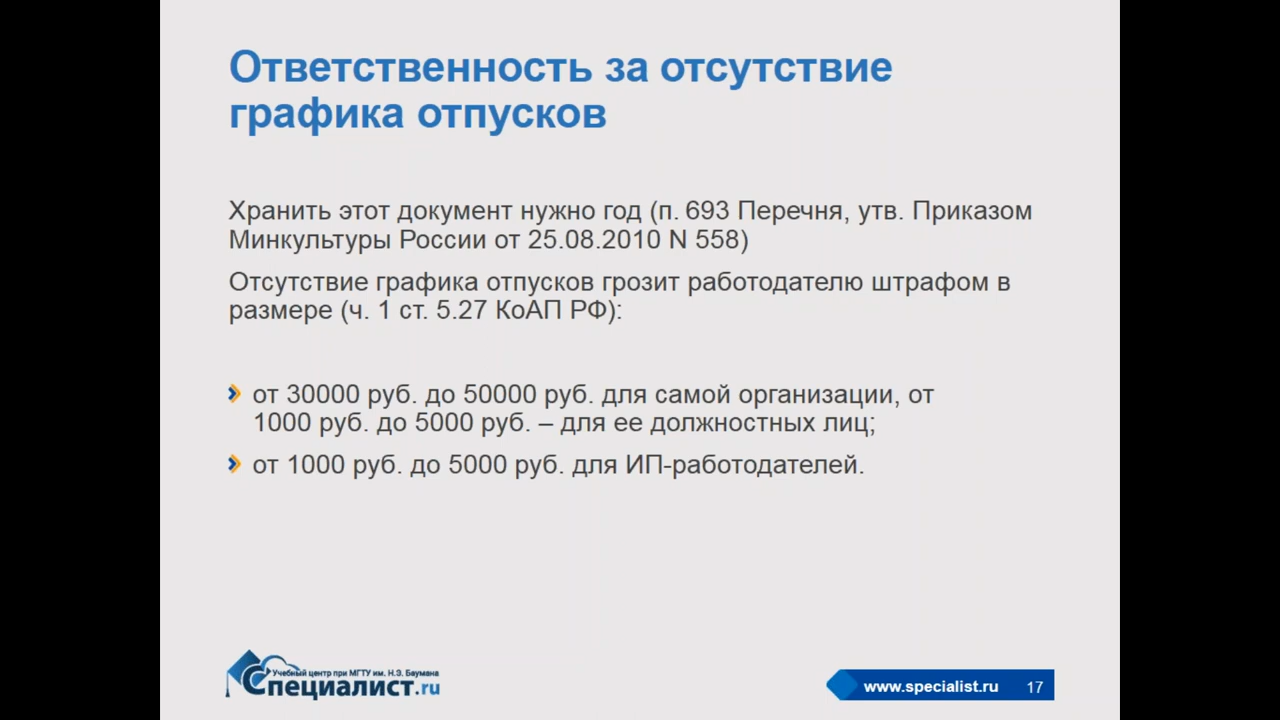 Ответственность за отсутствие
графика отпусков
Хранить этот документ нужно год (п. 693 Перечня, утв. Приказом
Минкультуры России от 25.08.2010 N 558)
Отсутствие графика отпусков грозит работодателю штрафом в
размере (ч. 1 ст. 5.27 КоАП РФ):
от 30000 руб. до 50000 руб. для самой организации, от
1000 руб. до 5000 руб. – для ее должностных лиц;
от 1000 руб. до 5000 руб. для ИП-работодателей.
Учебный центр при МГТУ им. Н.Э. Баумана
Специалист.ru
www.specialist.ru 17